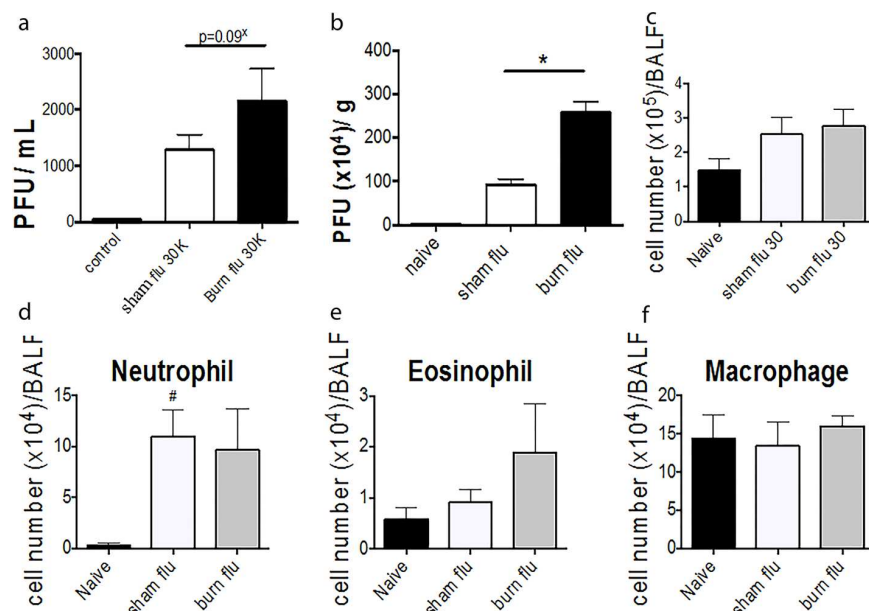 a
p=0.09ˣ
PFU/ mL
3000
2000
1000
0
control
sham flu 30K
Burn flu 30K
b
PFU (x10⁴)/ g
400
300
200
100
0
*
naive
sham flu
burn flu
c
cell number (x10⁵)/BALF
4
3
2
1
0
Naive
sham flu 30
burn flu 30
d
Neutrophil
cell number (x10⁴)/BALF
15
10
5
0
#
Naive
sham flu
burn flu
e
Eosinophil
cell number (x10⁴)/BALF
3
2
1
0
Naive
sham flu
burn flu
f
Macrophage
cell number (x10⁴)/BALF
20
15
10
5
0
Naive
sham flu
burn flu